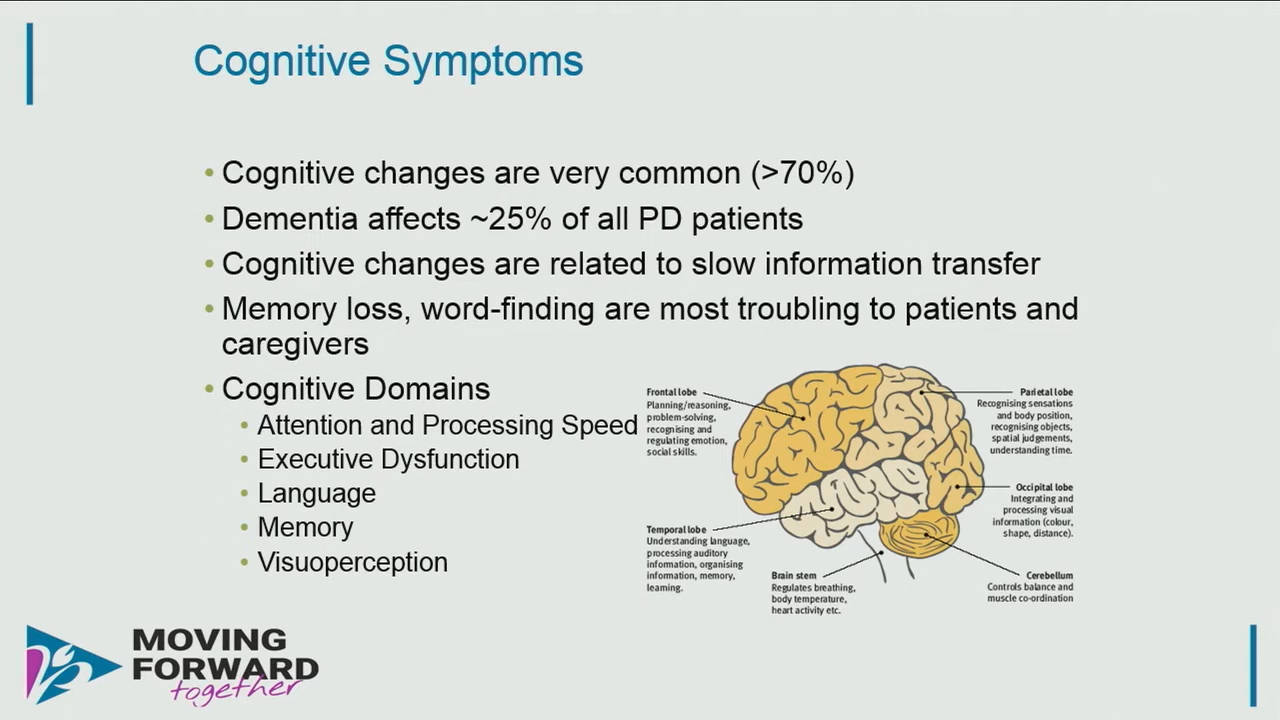 Cognitive Symptoms
• Cognitive changes are very common (>70%)
• Dementia affects ~25% of all PD patients
• Cognitive changes are related to slow information transfer
• Memory loss, word-finding are most troubling to patients and
caregivers
• Cognitive Domains
• Attention and Processing Speed
• Executive Dysfunction
• Language
• Memory
• Visuoperception
Frontal lobe
Planning/reasoning,
problem-solving,
recognising and
regulating emotion,
social skills.
Parietal lobe
Recognising sensations
and body position,
recognising objects,
spatial judgements,
understanding time.
Occipital lobe
Integrating and
processing visual
information (colour,
shape, distance).
Temporal lobe
Understanding language,
processing auditory
information, organising
information, memory,
learning.
Brain stem
Regulates breathing,
body temperature,
heart activity etc.
Cerebellum
Controls balance and
muscle co-ordination
MOVING
FORWARD
together